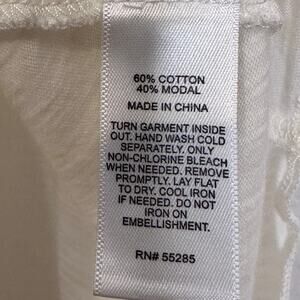 60% COTTON
40% MODAL
MADE IN CHINA
TURN GARMENT INSIDE
OUT. HAND WASH COLD
SEPARATELY. ONLY
NON-CHLORINE BLEACH
WHEN NEEDED. REMOVE
PROMPTLY. LAY FLAT
TO DRY. COOL IRON
IF NEEDED. DO NOT
IRON ON
EMBELLISHMENT.
RN# 55285